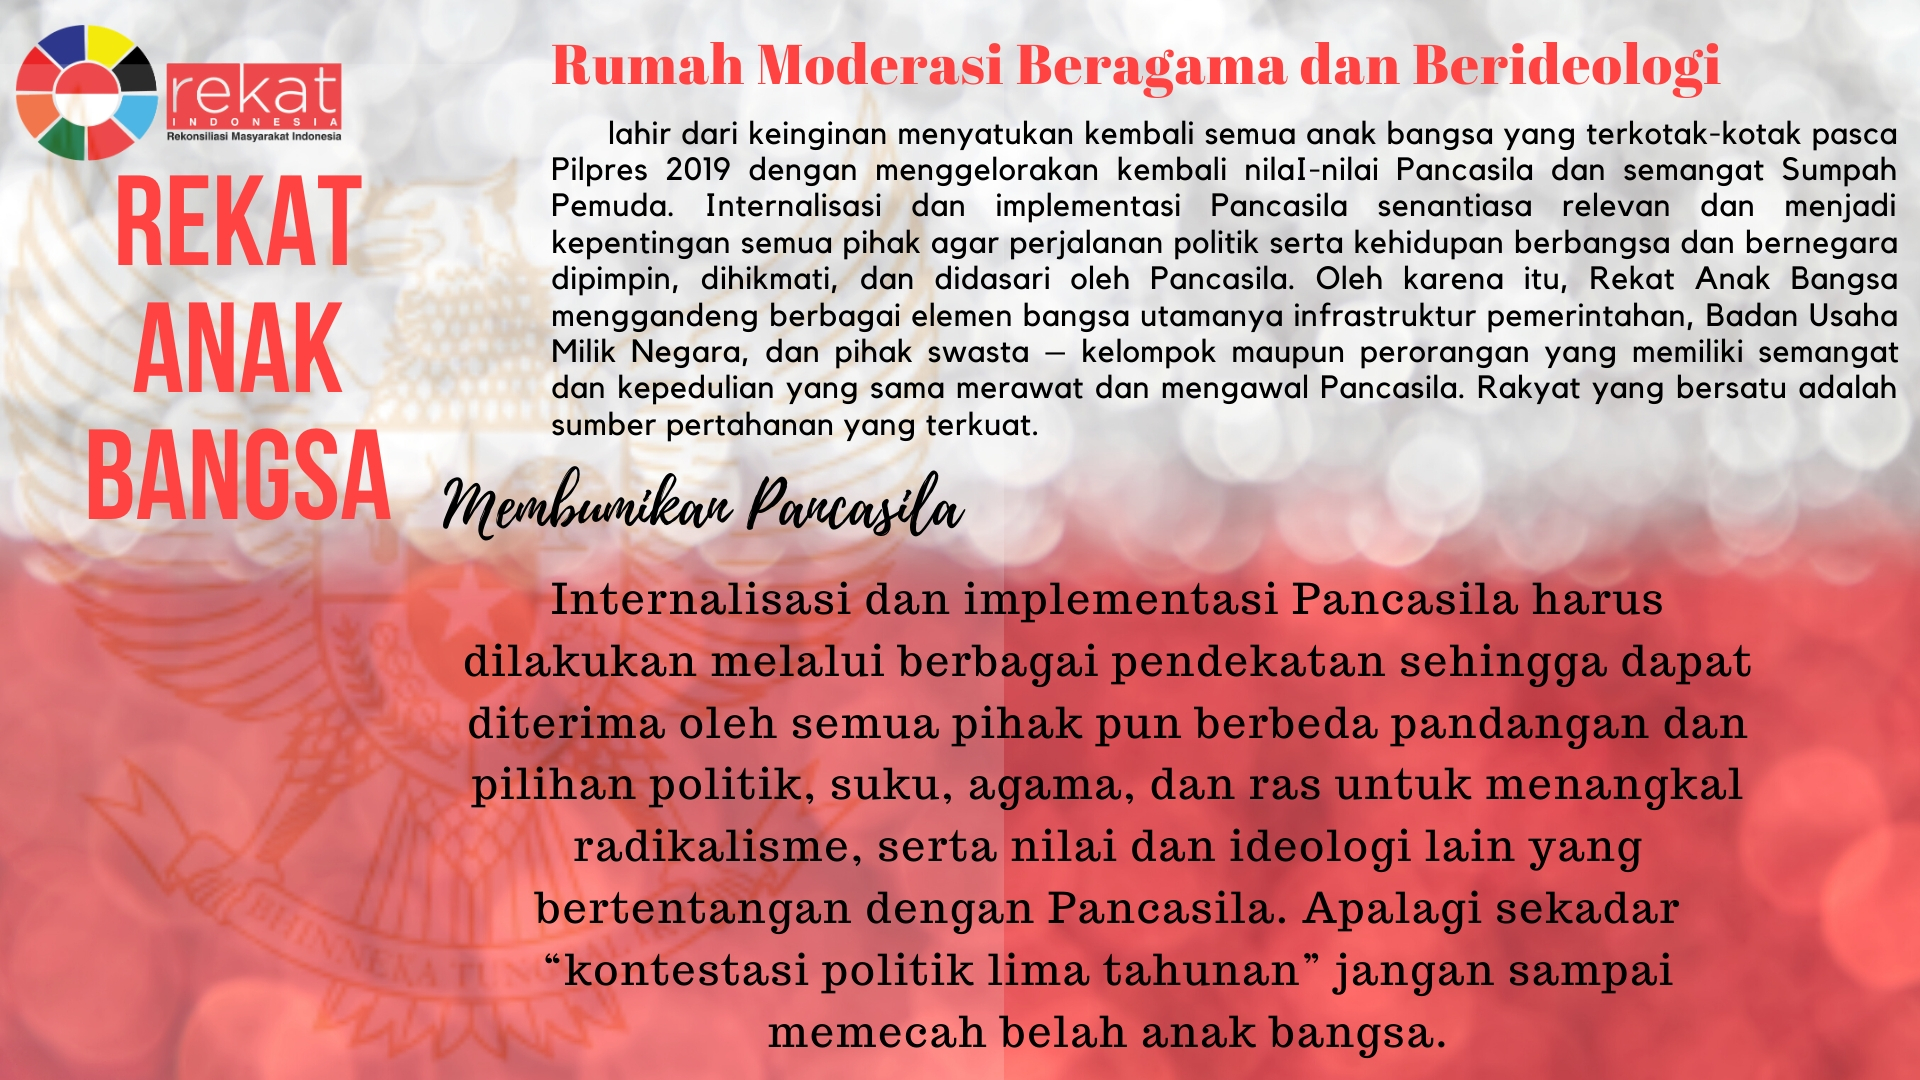 rekat
INDONESIA
Rekonsiliasi Masyarakat Indonesia
REKAT
ANAK
BANGSA
Rumah Moderasi Beragama dan Berideologi
lahir dari keinginan menyatukan kembali semua anak bangsa yang terkotak-kotak pasca
Pilpres 2019 dengan menggelorakan kembali nilaI-nilai Pancasila dan semangat Sumpah
Pemuda. Internalisasi dan implementasi Pancasila senantiasa relevan dan menjadi
kepentingan semua pihak agar perjalanan politik serta kehidupan berbangsa dan bernegara
dipimpin, dihikmati, dan didasari oleh Pancasila. Oleh karena itu, Rekat Anak Bangsa
menggandeng berbagai elemen bangsa utamanya infrastruktur pemerintahan, Badan Usaha
Milik Negara, dan pihak swasta – kelompok maupun perorangan yang memiliki semangat
dan kepedulian yang sama merawat dan mengawal Pancasila. Rakyat yang bersatu adalah
sumber pertahanan yang terkuat.
Membumikan Pancasila
Internalisasi dan implementasi Pancasila harus
dilakukan melalui berbagai pendekatan sehingga dapat
diterima oleh semua pihak pun berbeda pandangan dan
pilihan politik, suku, agama, dan ras untuk menangkal
radikalisme, serta nilai dan ideologi lain yang
bertentangan dengan Pancasila. Apalagi sekadar
“kontestasi politik lima tahunan” jangan sampai
memecah belah anak bangsa.
BHINNEKA